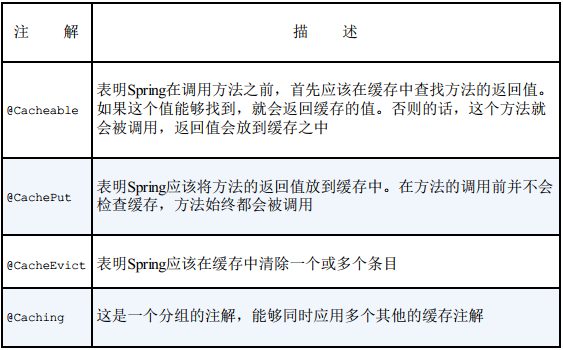 注 解 描 述
@Cacheable
表明Spring在调用方法之前，首先应该在缓存中查找方法的返回值。
如果这个值能够找到，就会返回缓存的值。否则的话，这个方法就
会被调用，返回值会放到缓存之中
@CachePut
表明Spring应该将方法的返回值放到缓存中。在方法的调用前并不会
检查缓存，方法始终都会被调用
@CacheEvict 表明Spring应该在缓存中清除一个或多个条目
@Caching 这是一个分组的注解，能够同时应用多个其他的缓存注解